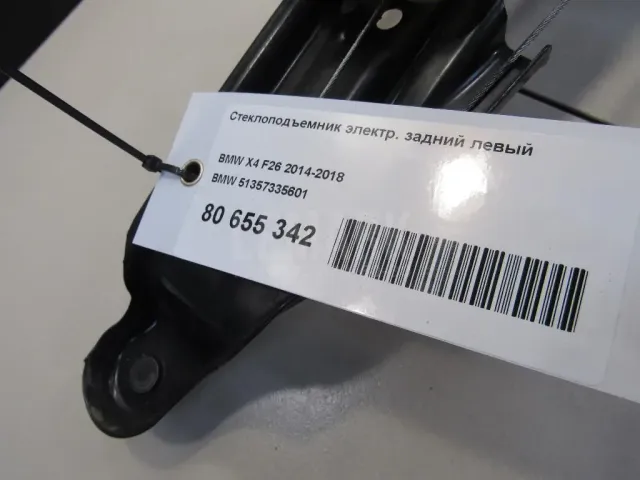 Стеклоподъемник электр. задний левый
BMW X4 F26 2014-2018
BMW 51357335601
80 655 342